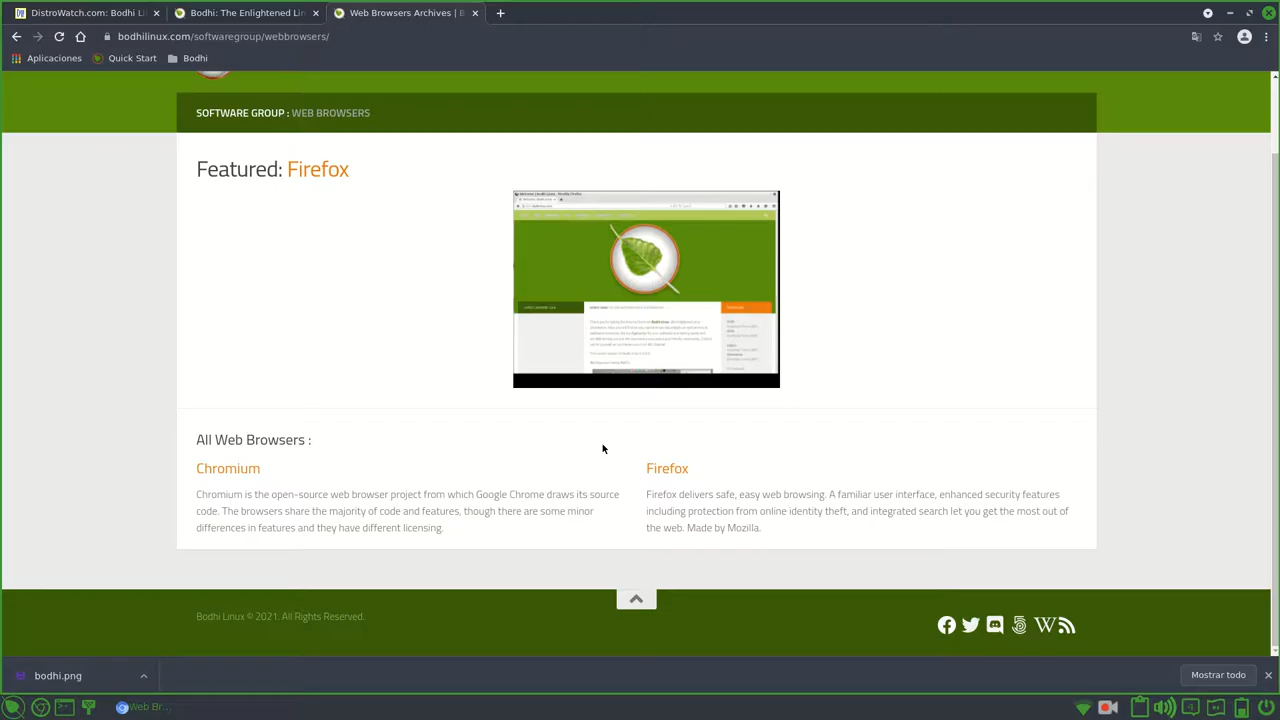 DistroWatch.com: Bodhi Li
Bodhi: The Enlightened Lin
Web Browsers Archives | B
bodhilinux.com/softwaregroup/webbrowsers/
Aplicaciones
Quick Start
Bodhi
SOFTWARE GROUP : WEB BROWSERS
Featured: Firefox
All Web Browsers :
Chromium
Chromium is the open-source web browser project from which Google Chrome draws its source
code. The browsers share the majority of code and features, though there are some minor
differences in features and they have different licensing.
Firefox
Firefox delivers safe, easy web browsing. A familiar user interface, enhanced security features
including protection from online identity theft, and integrated search let you get the most out of
the web. Made by Mozilla.
Bodhi Linux © 2021. All Rights Reserved.
W
bodhi.png
Mostrar todo
Web Br...